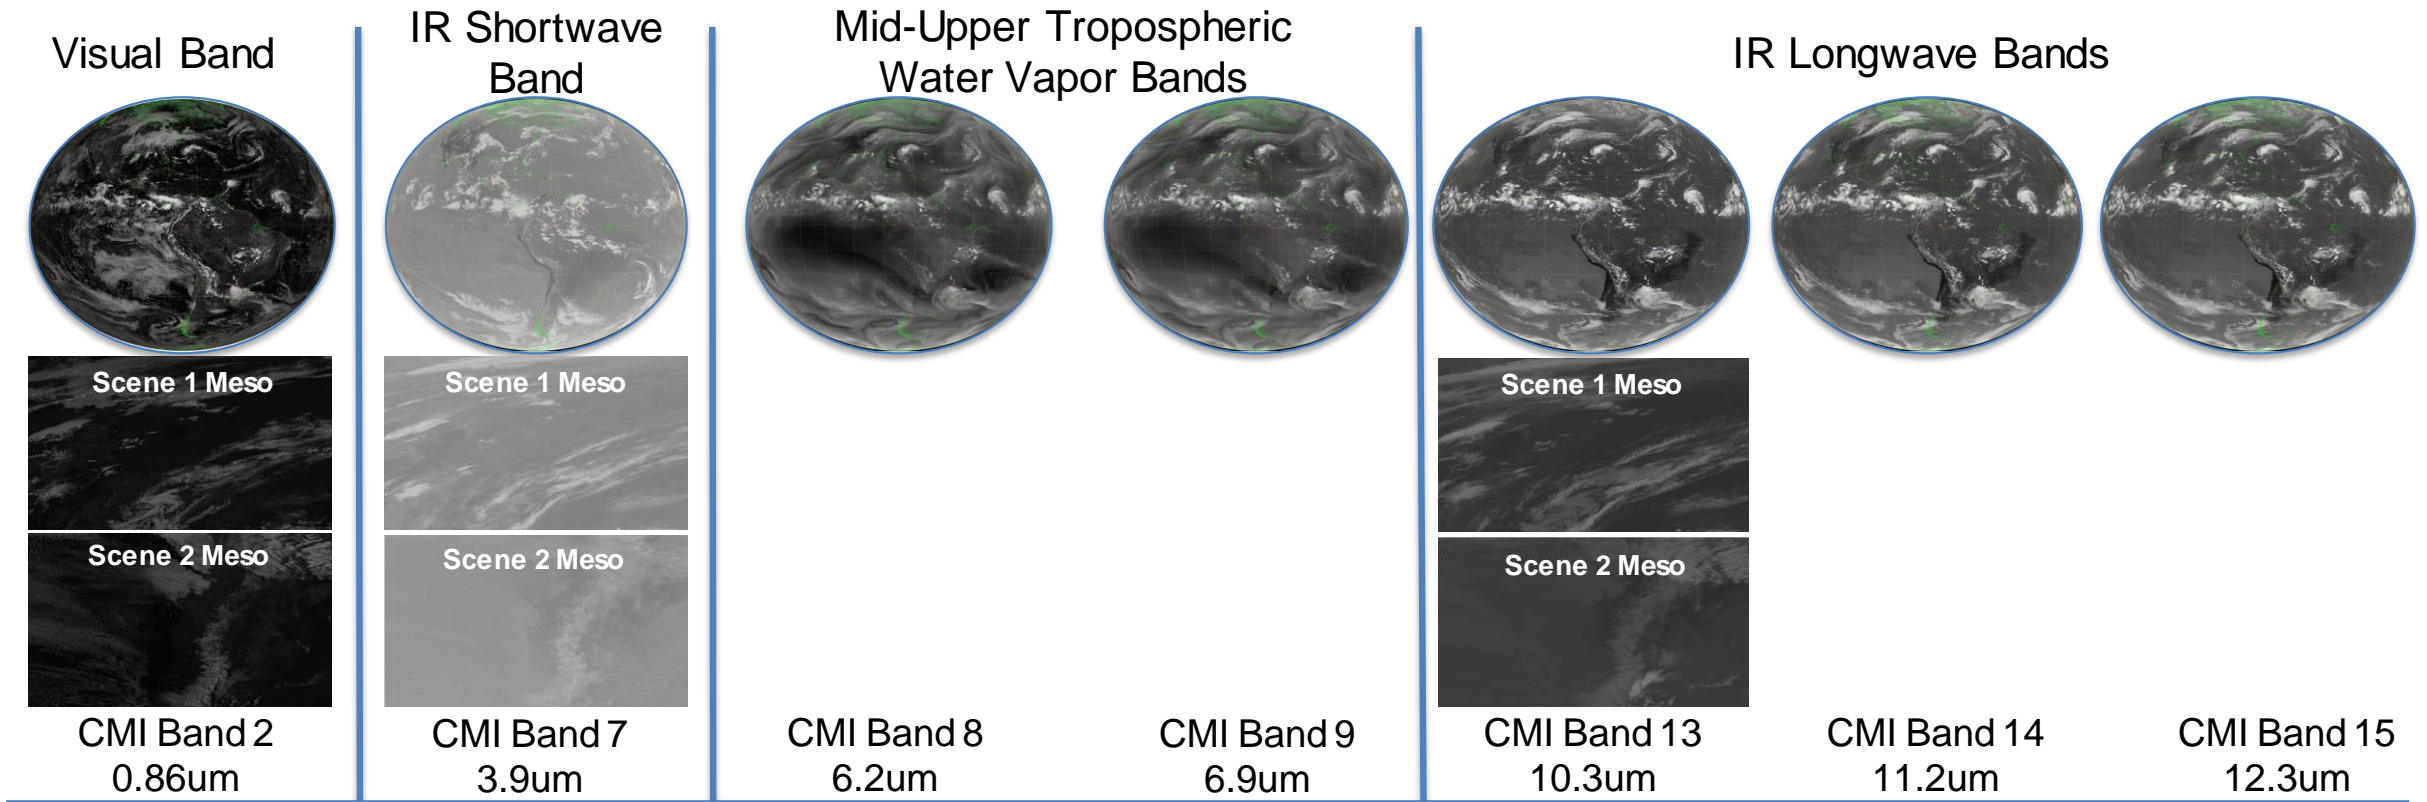 Visual Band
IR Shortwave
Band
Mid-Upper Tropospheric
Water Vapor Bands
IR Longwave Bands
Scene 1 Meso
Scene 1 Meso
Scene 1 Meso
Scene 2 Meso
Scene 2 Meso
Scene 2 Meso
CMI Band 2
0.86um
CMI Band 7
3.9um
CMI Band 8
6.2um
CMI Band 9
6.9um
CMI Band 13
10.3um
CMI Band 14
11.2um
CMI Band 15
12.3um